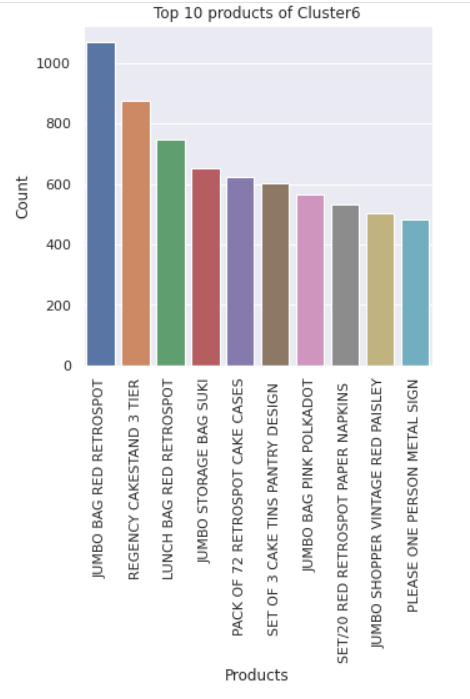 Top 10 products of Cluster6
Count
1000
800
600
400
200
0
JUMBO BAG RED RETROSPOT
REGENCY CAKESTAND 3 TIER
LUNCH BAG RED RETROSPOT
JUMBO STORAGE BAG SUKI
PACK OF 72 RETROSPOT CAKE CASES
SET OF 3 CAKE TINS PANTRY DESIGN
JUMBO BAG PINK POLKADOT
SET/20 RED RETROSPOT PAPER NAPKINS
JUMBO SHOPPER VINTAGE RED PAISLEY
PLEASE ONE PERSON METAL SIGN
Products